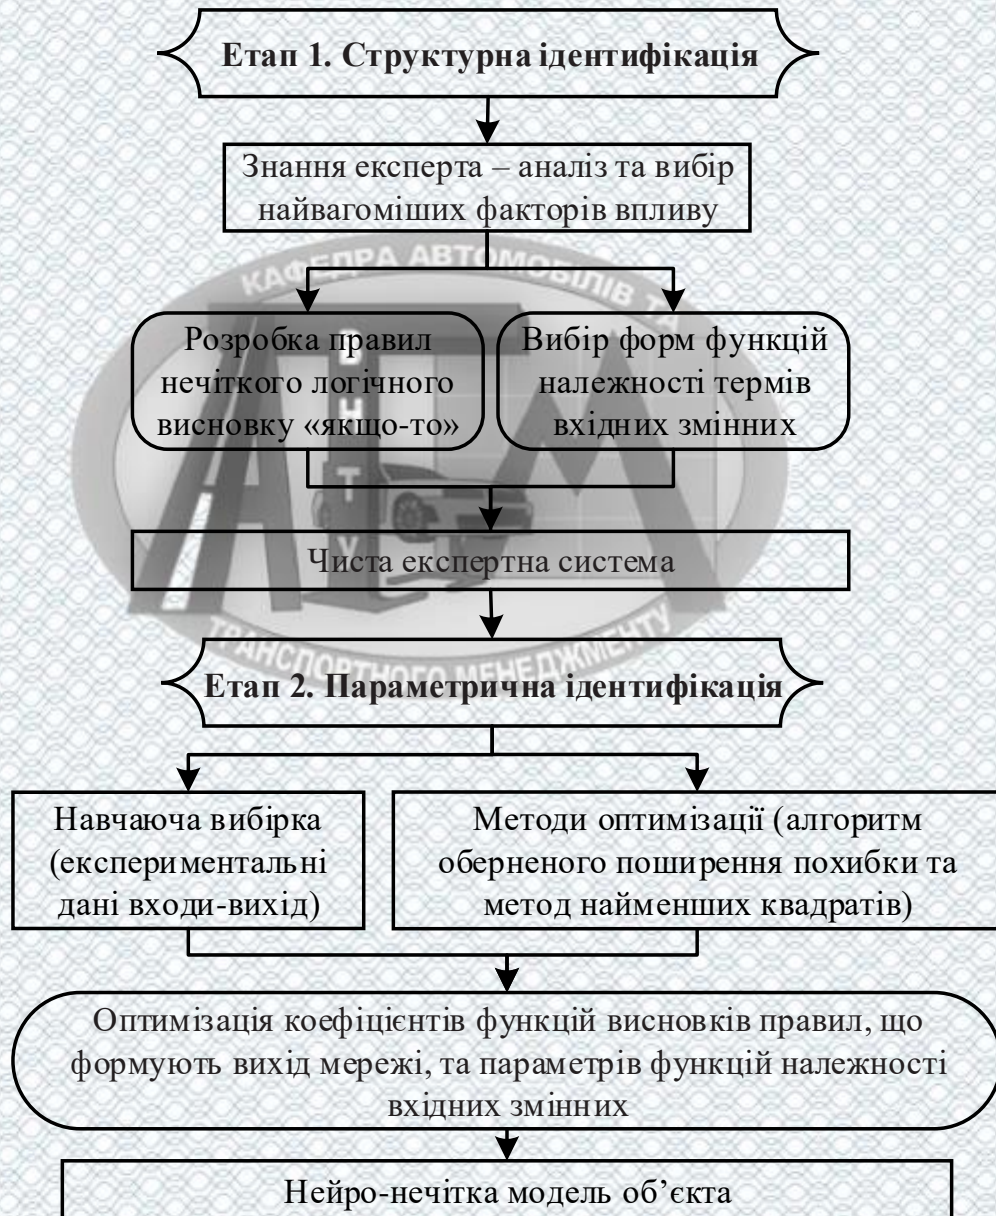 Етап 1. Структурна ідентифікація
Знання експерта – аналіз та вибір
найвагоміших факторів впливу
КАФЕДРА АВТОМОБІЛІВ ТА
Розробка правил
нечіткого логічного
висновку «якщо-то»
Вибір форм функцій
належності термів
вхідних змінних
ВНТУ
АТМ
Чиста експертна система
ТРАНСПОРТНОГО МЕНЕДЖМЕНТУ
Етап 2. Параметрична ідентифікація
Навчаюча вибірка
(експериментальні
дані входи-вихід)
Методи оптимізації (алгоритм
оберненого поширення похибки та
метод найменших квадратів)
Оптимізація коефіцієнтів функцій висновків правил, що
формують вихід мережі, та параметрів функцій належності
вхідних змінних
Нейро-нечітка модель об’єкта